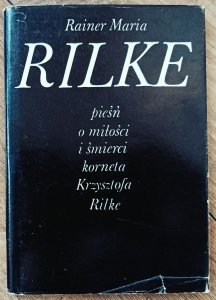 Rainer Maria
RILKE
pieśń
o miłości
i śmierci
korneta
Krzysztofa
Rilke